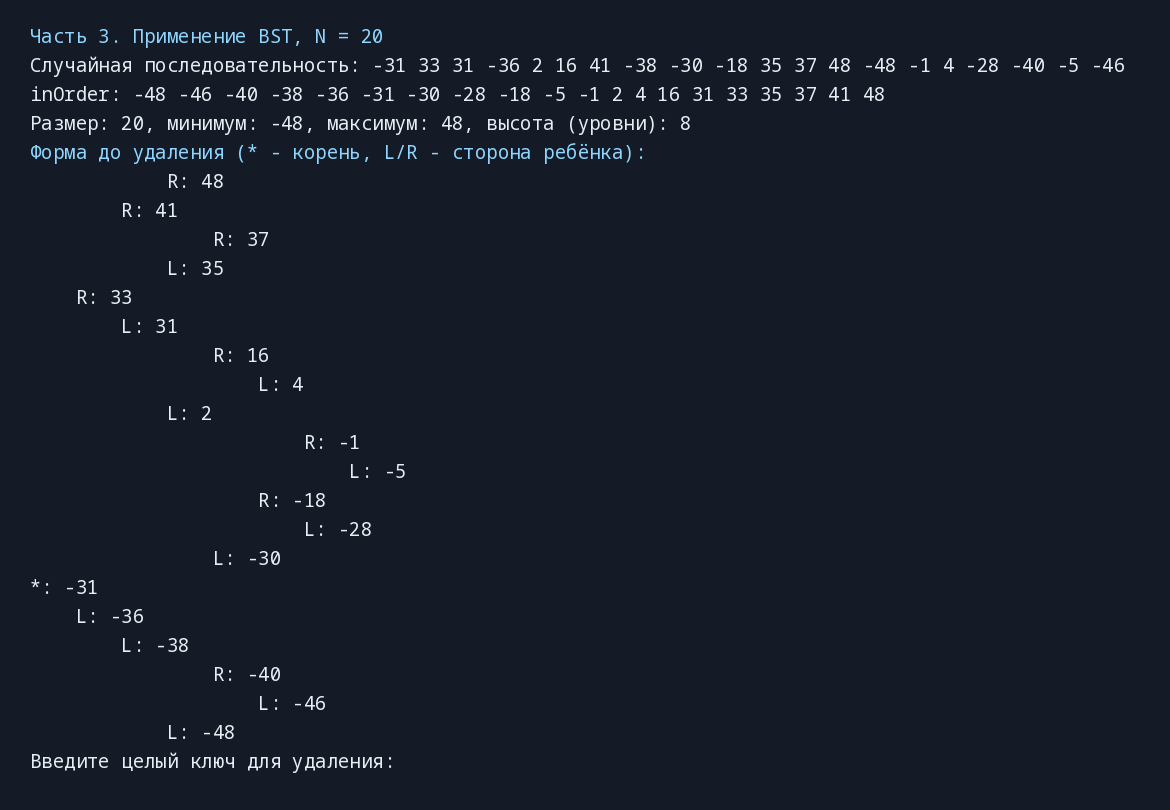 Часть 3. Применение BST, N = 20
Случайная последовательность: -31 33 31 -36 2 16 41 -38 -30 -18 35 37 48 -48 -1 4 -28 -40 -5 -46
inOrder: -48 -46 -40 -38 -36 -31 -30 -28 -18 -5 -1 2 4 16 31 33 35 37 41 48
Размер: 20, минимум: -48, максимум: 48, высота (уровни): 8
Форма до удаления (* - корень, L/R - сторона ребёнка):
            R: 48
        R: 41
                R: 37
            L: 35
    R: 33
        L: 31
                R: 16
                    L: 4
            L: 2
                        R: -1
                            L: -5
                    R: -18
                        L: -28
                L: -30
*: -31
    L: -36
        L: -38
                R: -40
                    L: -46
            L: -48
Введите целый ключ для удаления: